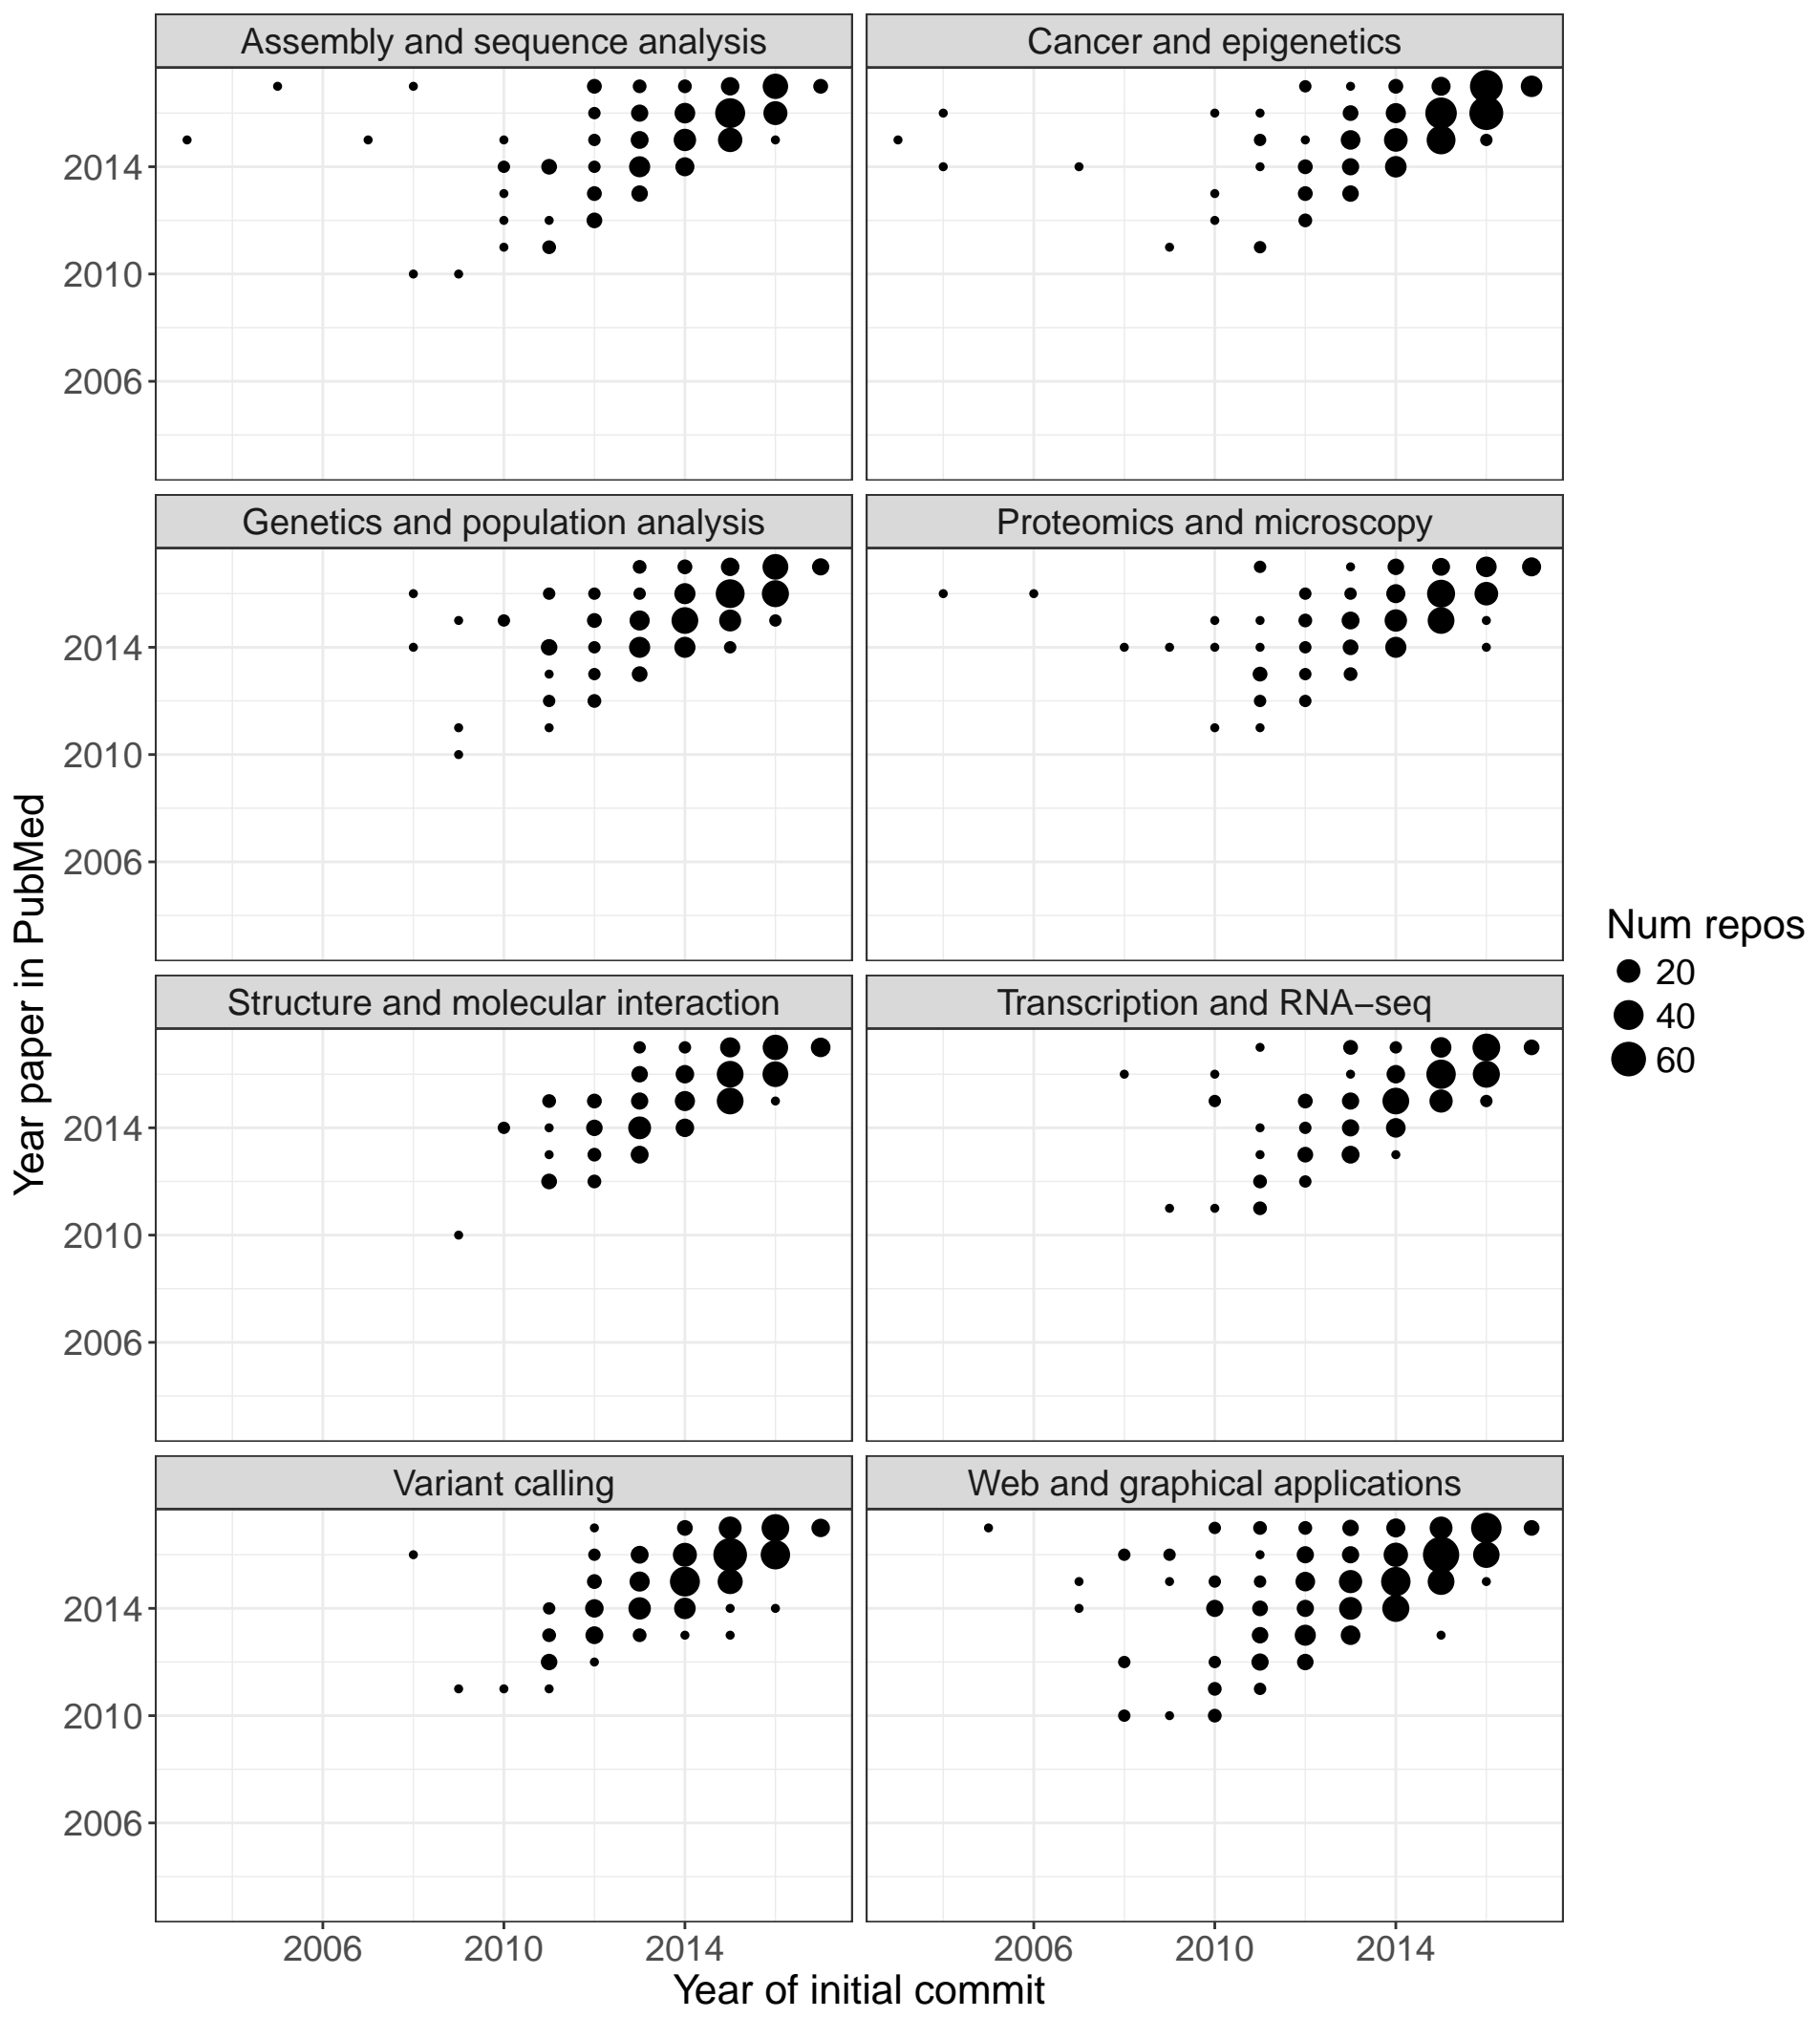 Assembly and sequence analysis
Cancer and epigenetics
2014
2010
2006
Genetics and population analysis
Proteomics and microscopy
2014
2010
2006
Year paper in PubMed
Num repos
20
40
60
Structure and molecular interaction
Transcription and RNA−seq
2014
2010
2006
Variant calling
Web and graphical applications
2014
2010
2006
2006 2010 2014 2006 2010 2014
Year of initial commit